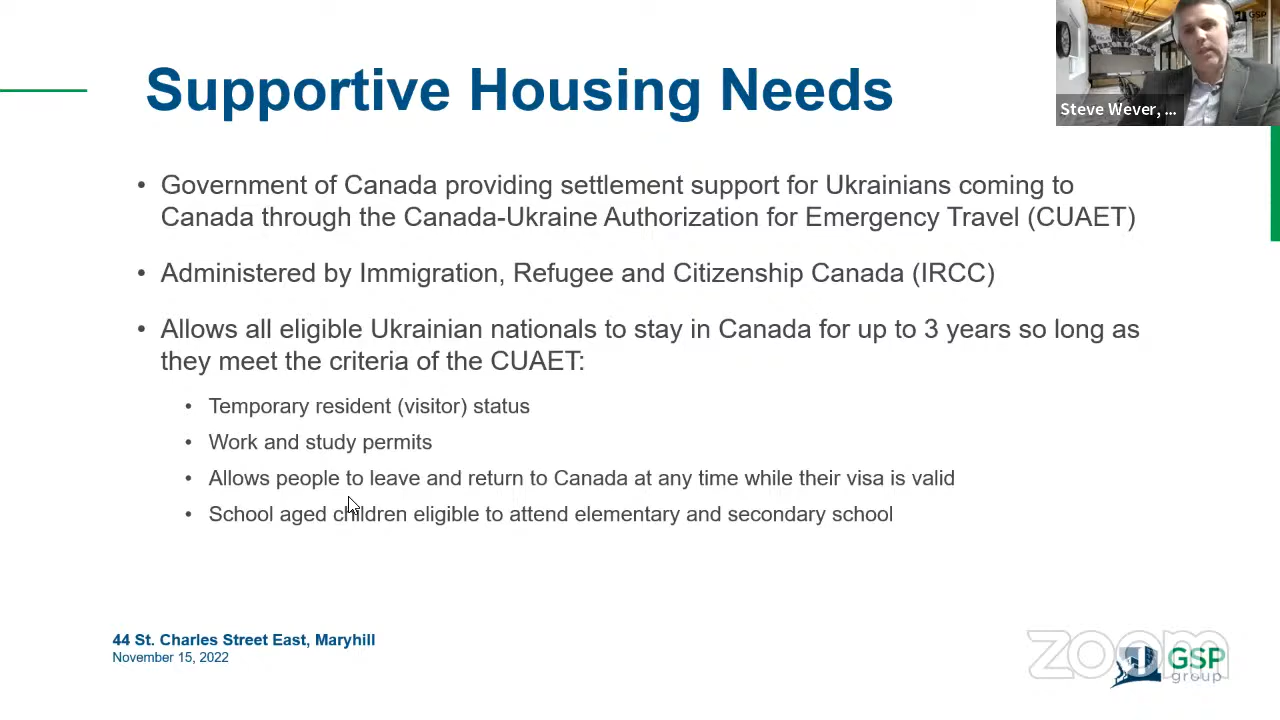 GSP
Steve Wever, ...
Supportive Housing Needs
• Government of Canada providing settlement support for Ukrainians coming to
Canada through the Canada-Ukraine Authorization for Emergency Travel (CUAET)
• Administered by Immigration, Refugee and Citizenship Canada (IRCC)
• Allows all eligible Ukrainian nationals to stay in Canada for up to 3 years so long as
they meet the criteria of the CUAET:
• Temporary resident (visitor) status
• Work and study permits
• Allows people to leave and return to Canada at any time while their visa is valid
• School aged children eligible to attend elementary and secondary school
44 St. Charles Street East, Maryhill
November 15, 2022
zoom
GSP
group